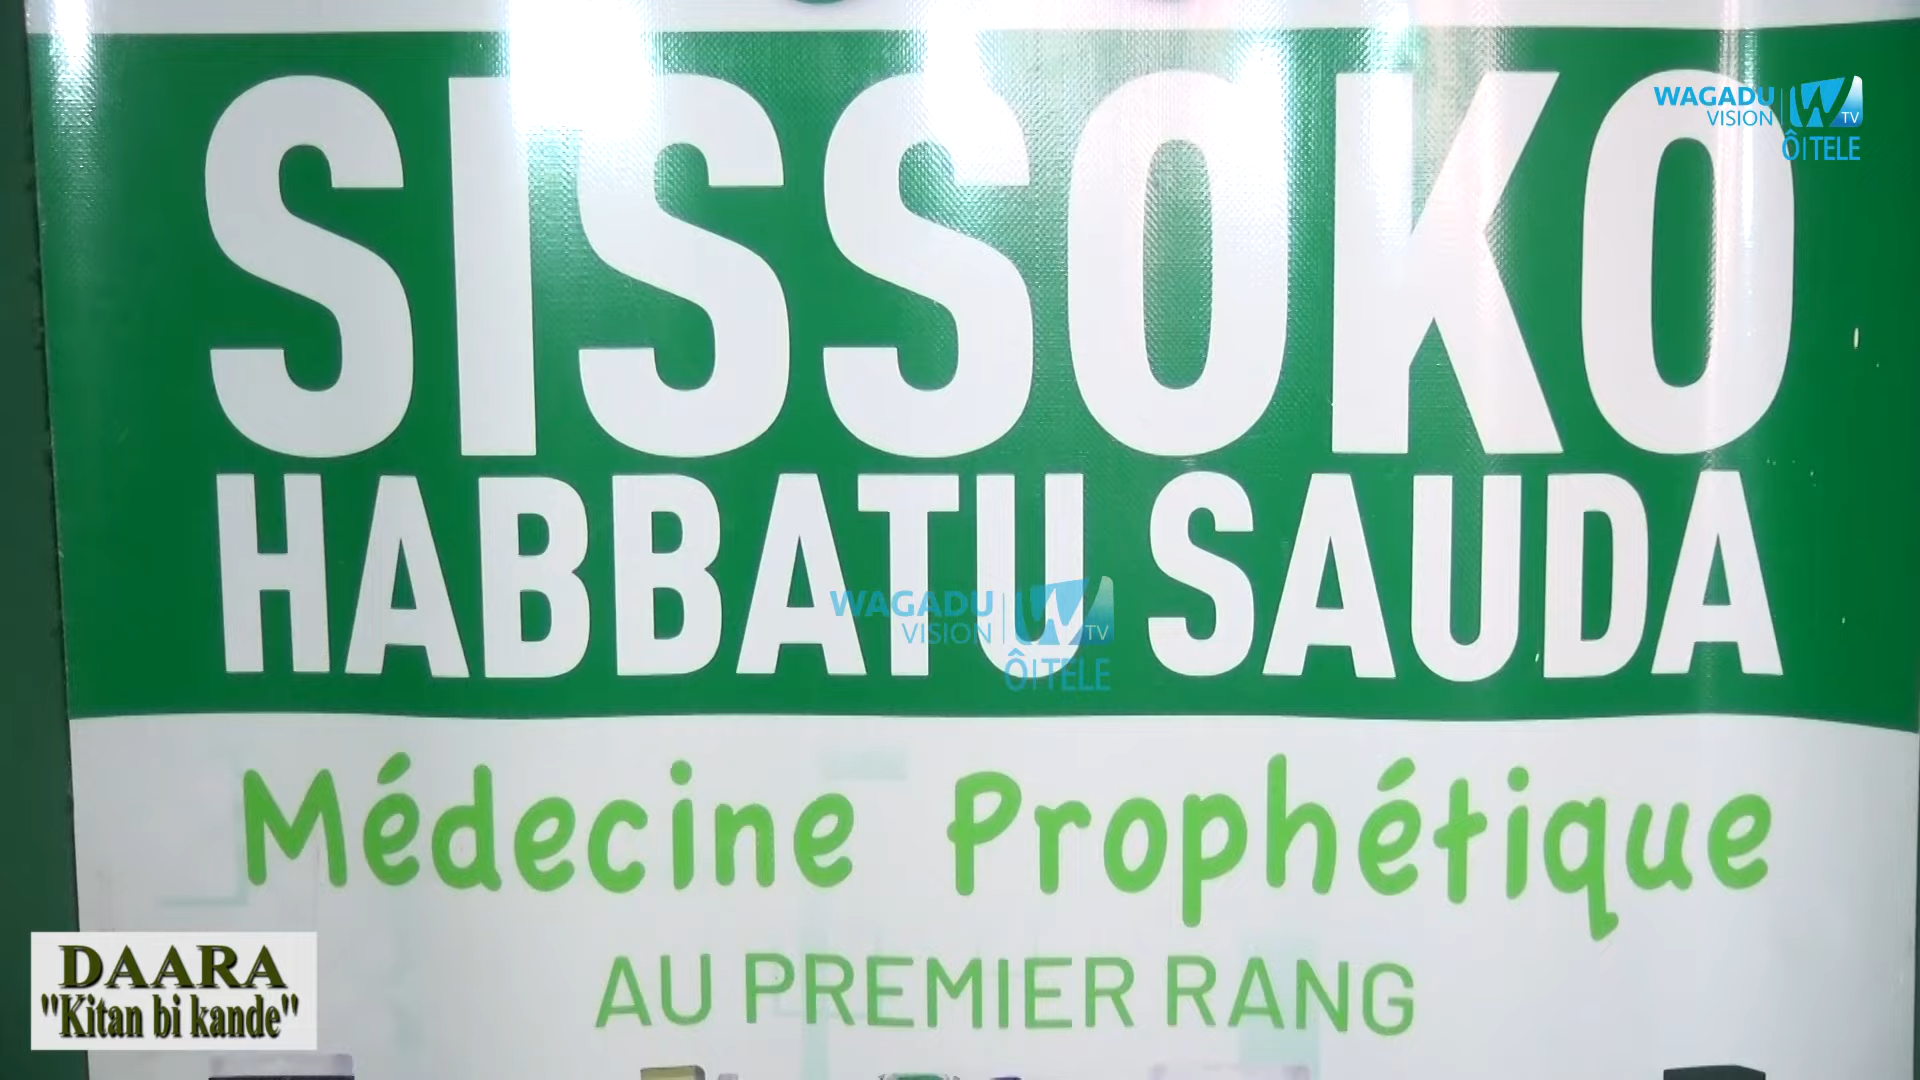 SISSOKO
HABBATU SAUDA
Médecine Prophétique
AU PREMIER RANG
WAGADU
VISION
W TV
ÔITELE
WAGADU
VISION
W TV
ÔITELE
DAARA
"Kitan bi kande"